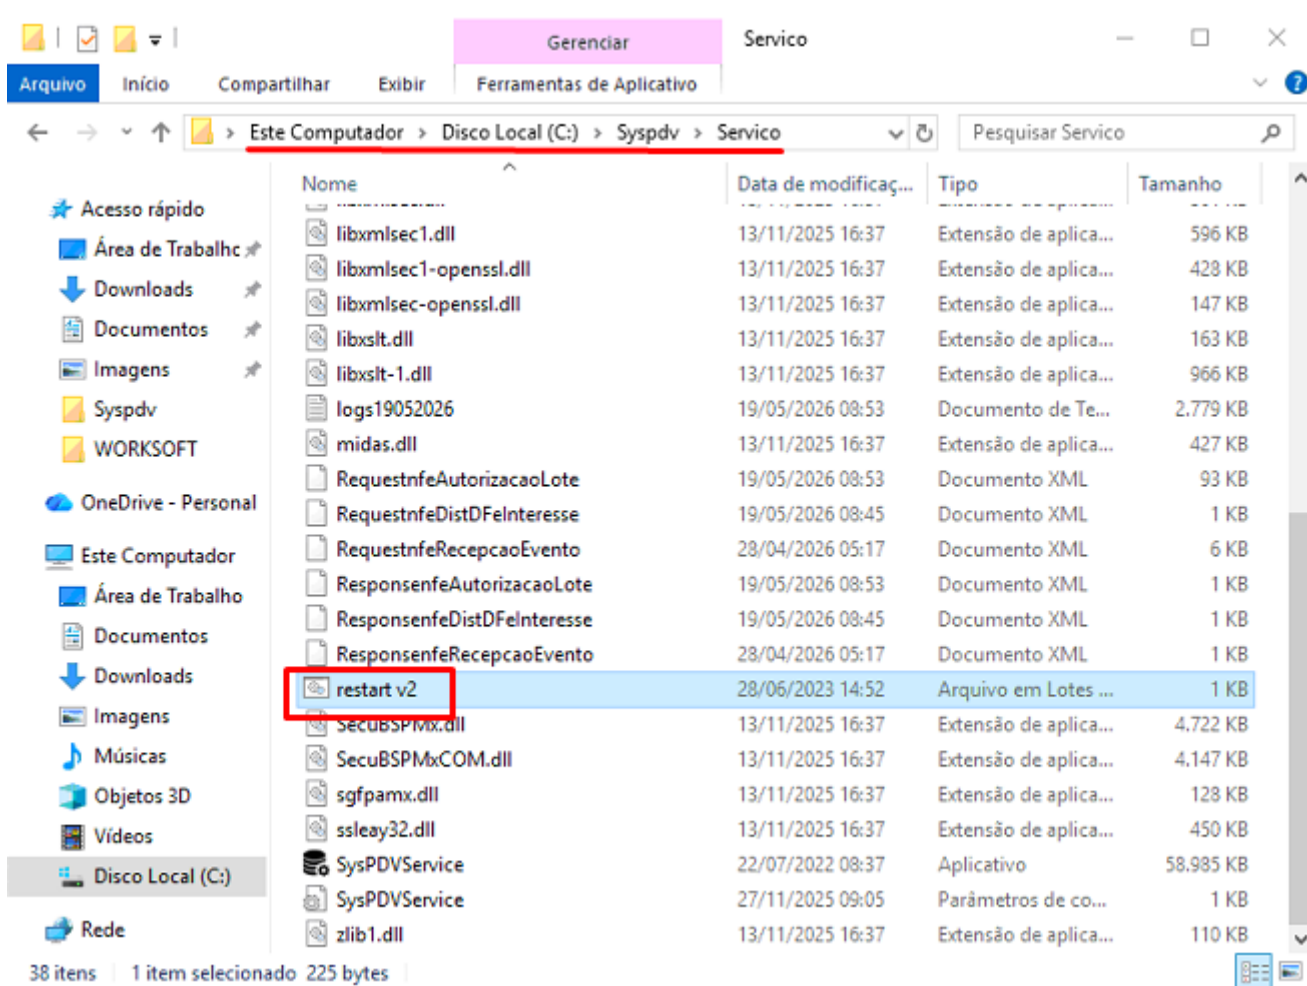 Gerenciar
Servico
Arquivo
Início
Compartilhar
Exibir
Ferramentas de Aplicativo
Este Computador > Disco Local (C:) > Syspdv > Servico
Pesquisar Servico
Nome
Data de modificaç...
Tipo
Tamanho
Acesso rápido
Área de Trabalhc
Downloads
Documentos
Imagens
Syspdv
WORKSOFT
OneDrive - Personal
Este Computador
Área de Trabalho
Documentos
Downloads
Imagens
Músicas
Objetos 3D
Vídeos
Disco Local (C:)
Rede
libxmlsec1.dll 13/11/2025 16:37 Extensão de aplica... 596 KB
libxmlsec1-openssl.dll 13/11/2025 16:37 Extensão de aplica... 428 KB
libxmlsec-openssl.dll 13/11/2025 16:37 Extensão de aplica... 147 KB
libxslt.dll 13/11/2025 16:37 Extensão de aplica... 163 KB
libxslt-1.dll 13/11/2025 16:37 Extensão de aplica... 966 KB
logs19052026 19/05/2026 08:53 Documento de Te... 2.779 KB
midas.dll 13/11/2025 16:37 Extensão de aplica... 427 KB
RequestnfeAutorizacaoLote 19/05/2026 08:53 Documento XML 93 KB
RequestnfeDistDFeInteresse 19/05/2026 08:45 Documento XML 1 KB
RequestnfeRecepcaoEvento 28/04/2026 05:17 Documento XML 6 KB
ResponsenfeAutorizacaoLote 19/05/2026 08:53 Documento XML 1 KB
ResponsenfeDistDFeInteresse 19/05/2026 08:45 Documento XML 1 KB
ResponsenfeRecepcaoEvento 28/04/2026 05:17 Documento XML 1 KB
restart v2 28/06/2023 14:52 Arquivo em Lotes ... 1 KB
SecuBSPMx.dll 13/11/2025 16:37 Extensão de aplica... 4.722 KB
SecuBSPMxCOM.dll 13/11/2025 16:37 Extensão de aplica... 4.147 KB
sgfpamx.dll 13/11/2025 16:37 Extensão de aplica... 128 KB
ssleay32.dll 13/11/2025 16:37 Extensão de aplica... 450 KB
SysPDVService 22/07/2022 08:37 Aplicativo 58.985 KB
SysPDVService 27/11/2025 09:05 Parâmetros de co... 1 KB
zlib1.dll 13/11/2025 16:37 Extensão de aplica... 110 KB
38 itens
1 item selecionado 225 bytes